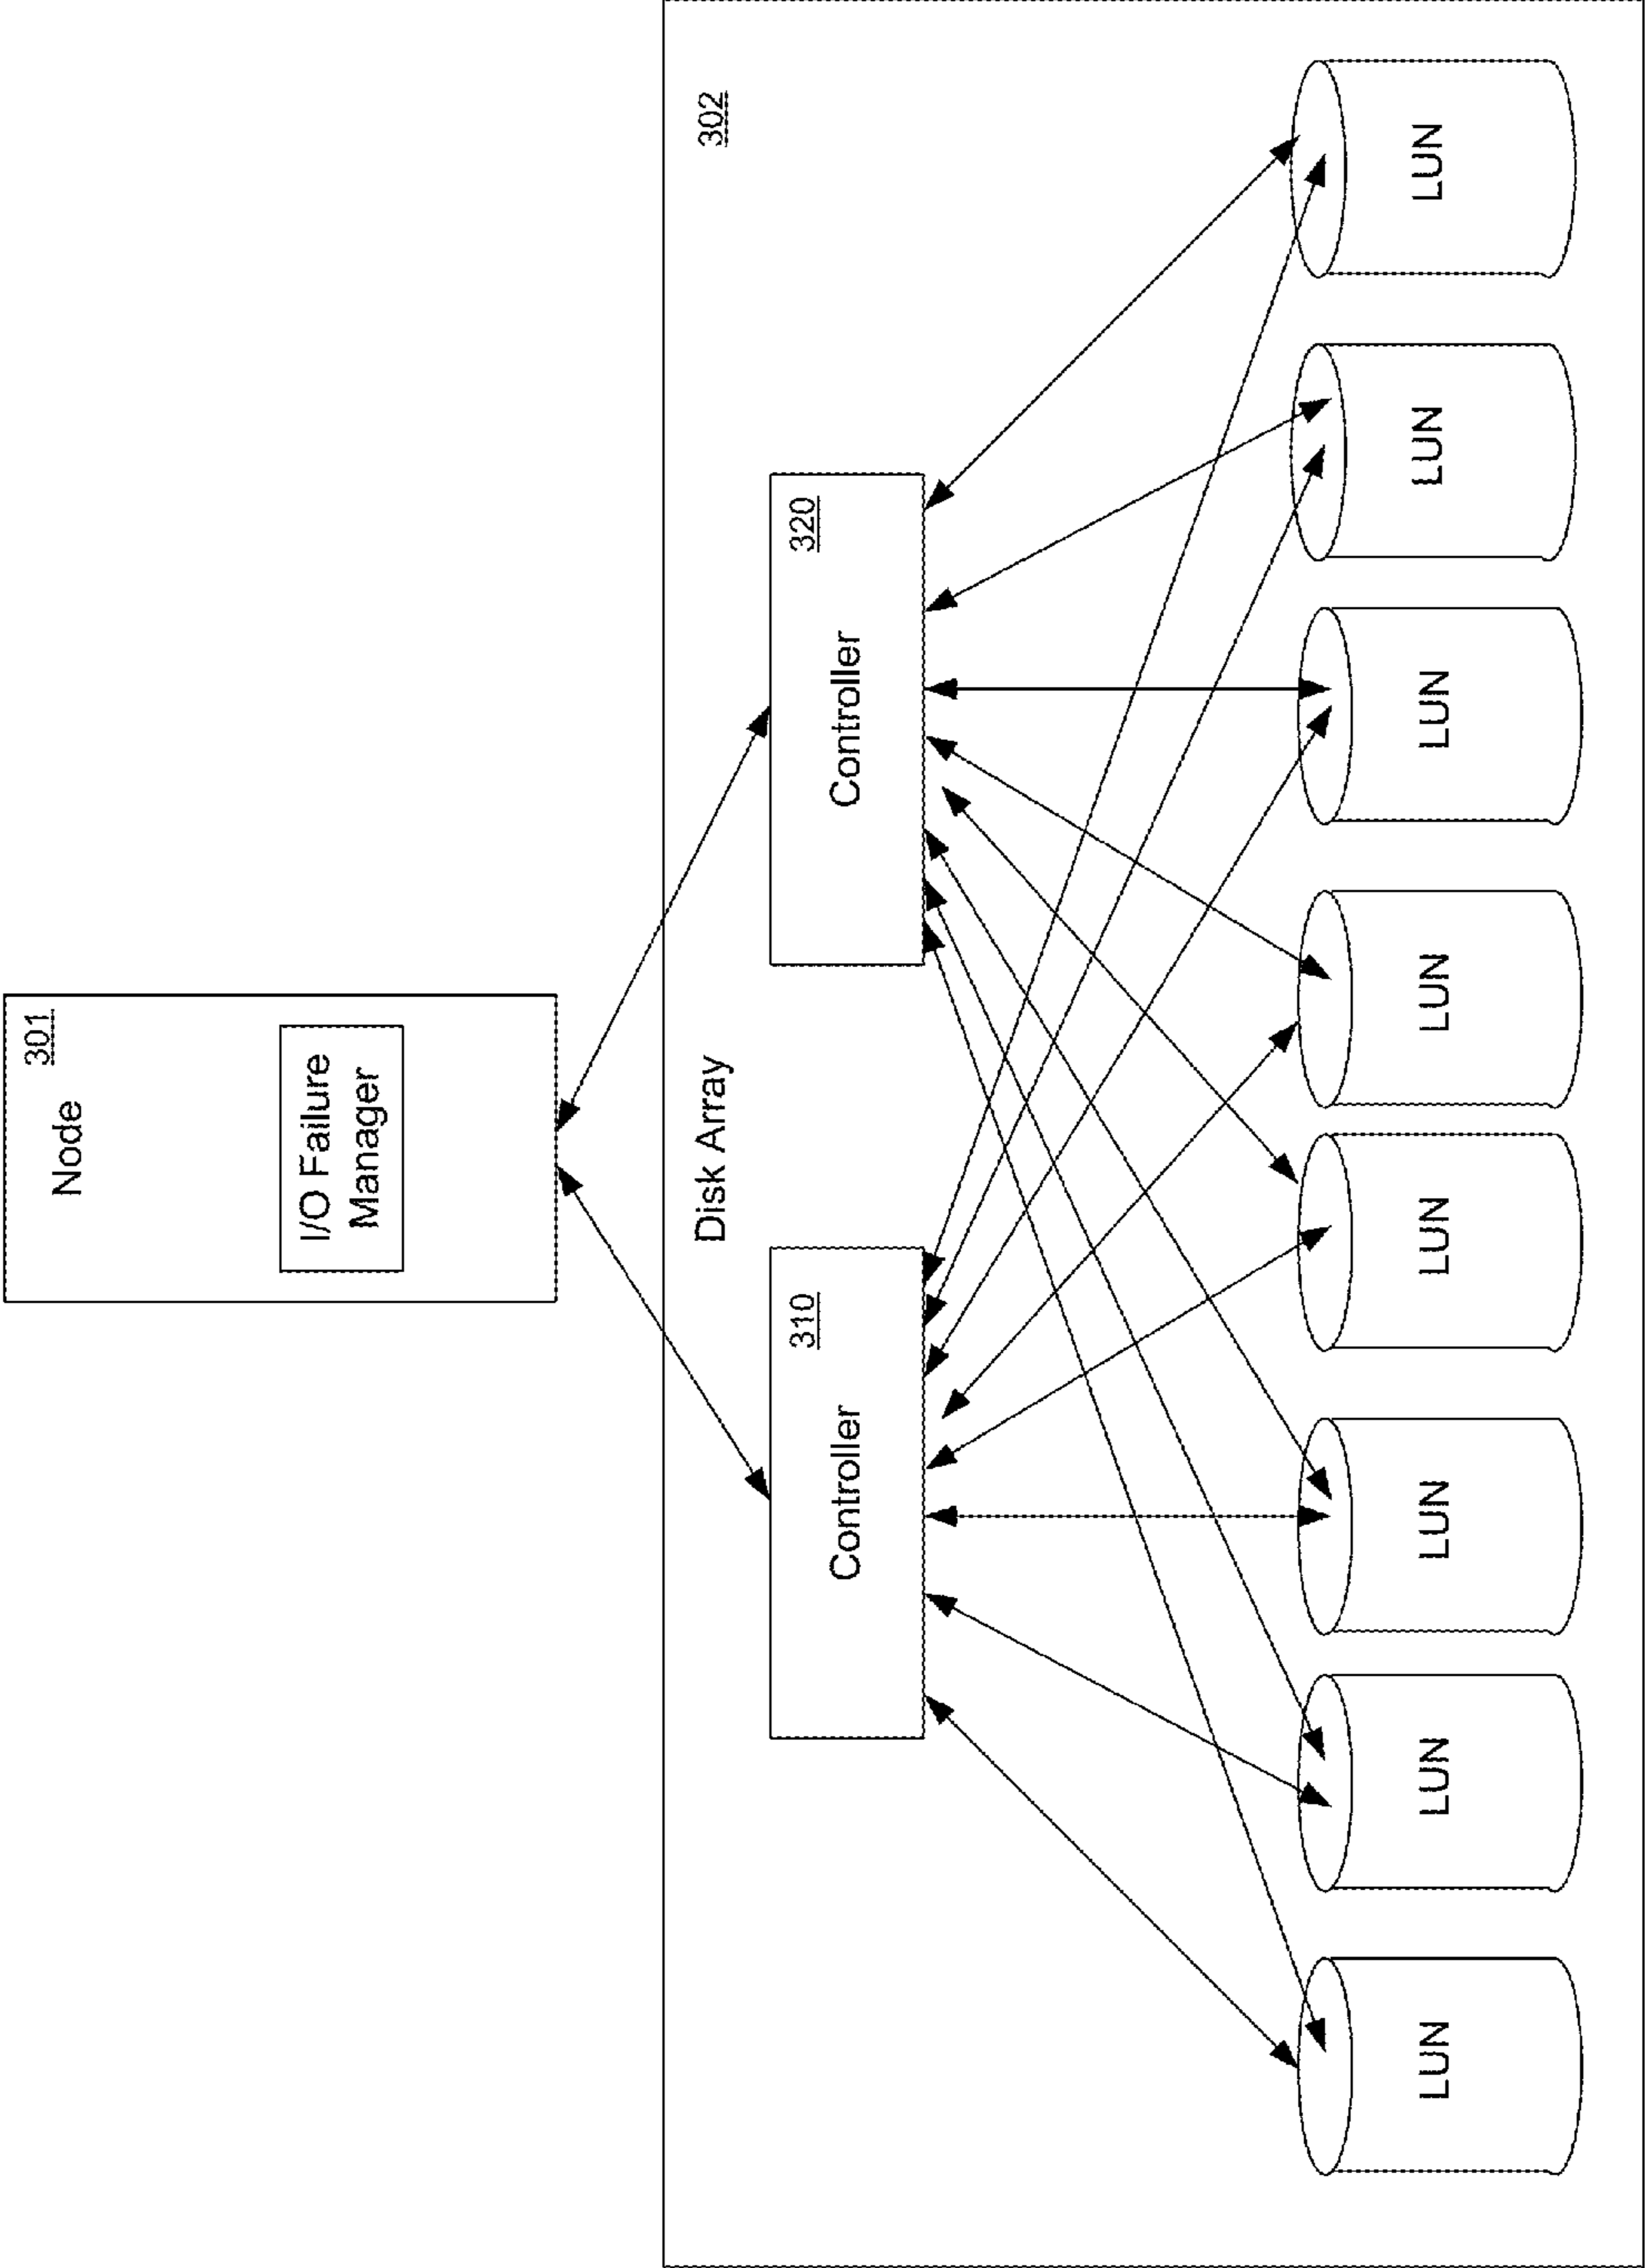 301
Node
I/O Failure
Manager
Disk Array
302
310
Controller
320
Controller
LUN
LUN
LUN
LUN
LUN
LUN
LUN
LUN